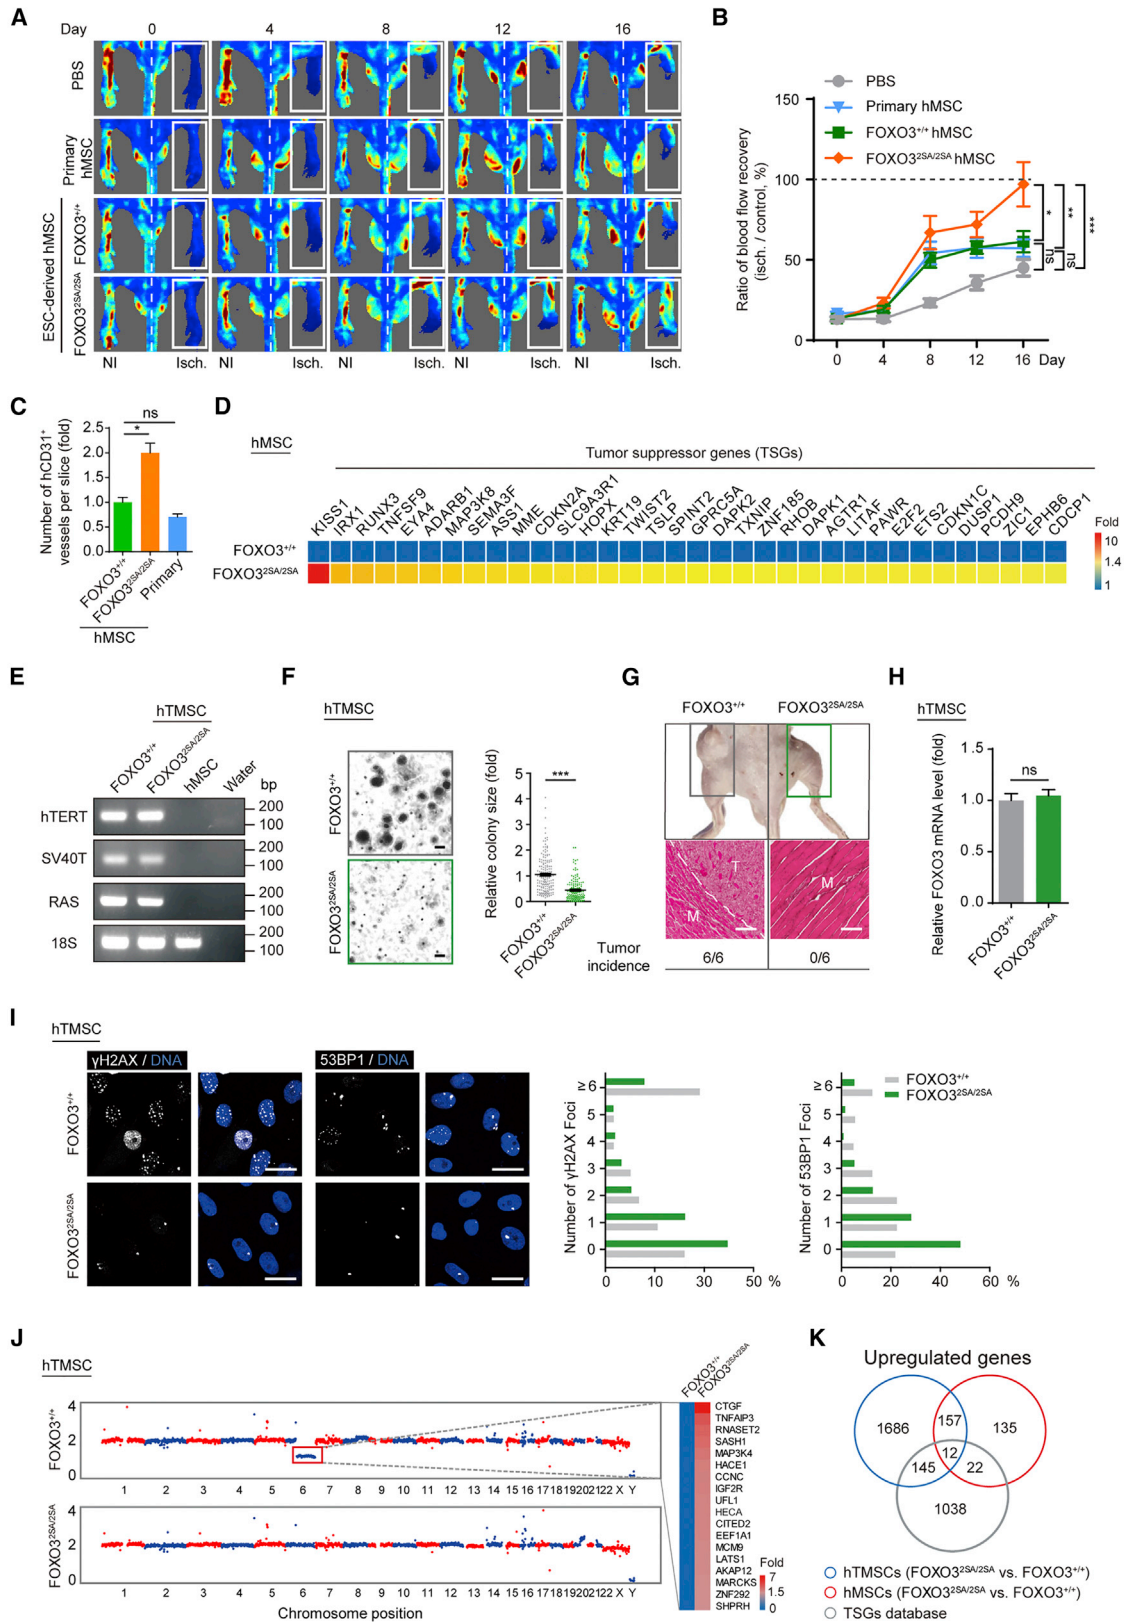 A
Day 0 4 8 12 16
PBS
Primary hMSC
ESC-derived hMSC
FOXO3+/+
FOXO32SA/2SA
NI Isch. NI Isch. NI Isch. NI Isch. NI Isch.
B
PBS
Primary hMSC
FOXO3+/+ hMSC
FOXO32SA/2SA hMSC
Ratio of blood flow recovery
(isch. / control, %)
150
100
50
0
* ** ***
ns ns
0 4 8 12 16 Day
C
ns
*
Number of hCD31+
vessels per slice (fold)
2.5
2.0
1.5
1.0
0.5
0.0
FOXO3+/+
FOXO32SA/2SA
Primary
hMSC
D
hMSC
Tumor suppressor genes (TSGs)
KISS1 IRX1 RUNX3 TNFSF9 EYA4 ADARB1 MAP3K8 SEMA3F ASS1 MME CDKN2A SLC9A3R1 HOPX KRT19 TWIST2 TSLP SPINT2 GPRC5A DAPK2 TXNIP ZNF185 RHOB DAPK1 AGTR1 LITAF PAWR E2F2 ETS2 CDKN1C DUSP1 PCDH9 ZIC1 EPHB6 CDCP1
FOXO3+/+
FOXO32SA/2SA
Fold
10
1.4
1
E
hTMSC
FOXO3+/+ FOXO32SA/2SA hMSC Water bp
hTERT 200
100
SV40T 200
100
RAS 200
100
18S 200
100
F
hTMSC
FOXO3+/+
FOXO32SA/2SA
Relative colony size (fold)
***
5
4
3
2
1
0
FOXO3+/+
FOXO32SA/2SA
G
FOXO3+/+ FOXO32SA/2SA
T
M
M
Tumor
incidence
6/6 0/6
H
hTMSC
Relative FOXO3 mRNA level (fold)
ns
1.5
1.0
0.5
0.0
FOXO3+/+
FOXO32SA/2SA
I
hTMSC
γH2AX / DNA 53BP1 / DNA
FOXO3+/+
FOXO32SA/2SA
Number of γH2AX Foci
≥ 6
5
4
3
2
1
0
0 10 30 50 %
Number of 53BP1 Foci
≥ 6
5
4
3
2
1
0
0 20 40 60 %
FOXO3+/+
FOXO32SA/2SA
J
hTMSC
FOXO3+/+
4
2
0
1 2 3 4 5 6 7 8 9 10 11 12 13 14 15 16 17 18 19 20 21 22 X Y
FOXO32SA/2SA
4
2
0
1 2 3 4 5 6 7 8 9 10 11 12 13 14 15 16 17 18 19 20 21 22 X Y
Chromosome position
FOXO3+/+
FOXO32SA/2SA
CTGF
TNFAIP3
RNASET2
SASH1
MAP3K4
HACE1
CCNC
IGF2R
UFL1
HECA
CITED2
EEF1A1
MCM9
LATS1
AKAP12
MARCKS
ZNF292
SHPRH
Fold
7
1.5
0
K
Upregulated genes
1686 157 135
12
145 22
1038
hTMSCs (FOXO32SA/2SA vs. FOXO3+/+)
hMSCs (FOXO32SA/2SA vs. FOXO3+/+)
TSGs database